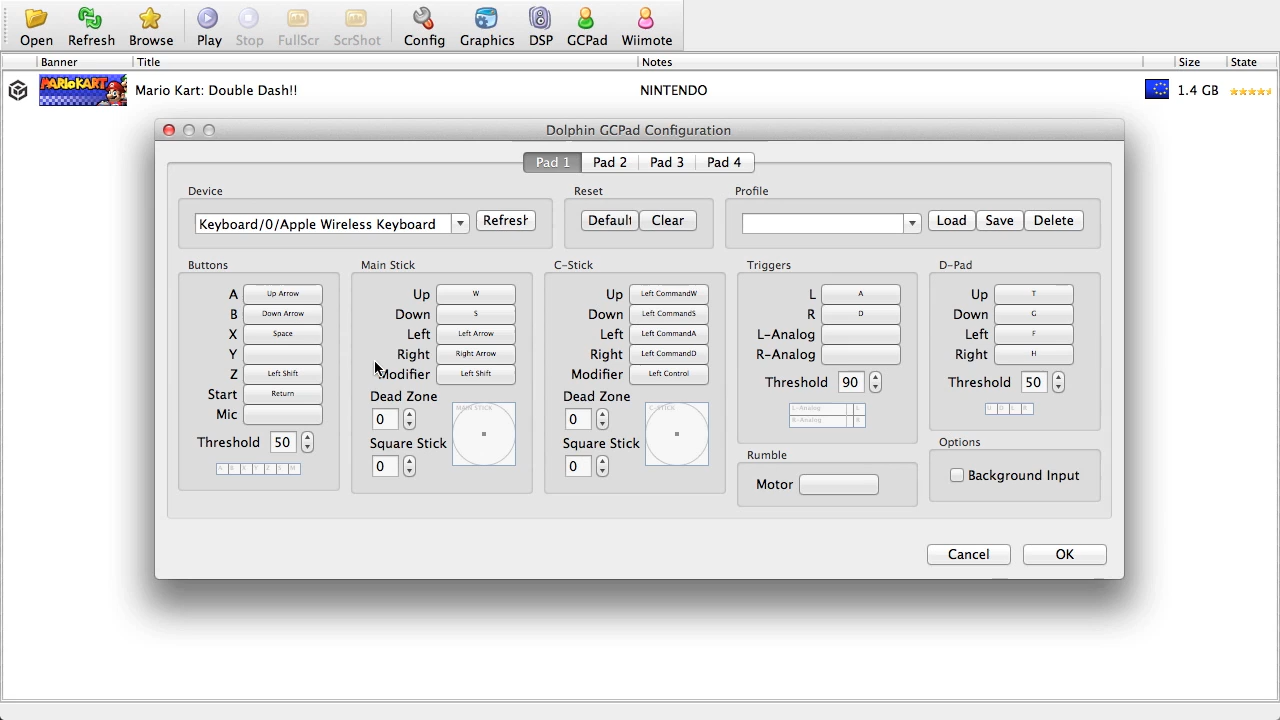 Open Refresh Browse Play Stop FullScr ScrShot Config Graphics DSP GCPad Wiimote
Banner Title Notes Size State
MARIOKART Mario Kart: Double Dash!! NINTENDO 1.4 GB
Dolphin GCPad Configuration
Pad 1 Pad 2 Pad 3 Pad 4
Device Reset Profile
Keyboard/0/Apple Wireless Keyboard Refresh Default Clear Load Save Delete
Buttons
A Up Arrow
B Down Arrow
X Space
Y
Z Left Shift
Start Return
Mic
Threshold 50
A B X Y Z S M
Main Stick
Up W
Down S
Left Left Arrow
Right Right Arrow
Modifier Left Shift
Dead Zone
0
MAIN STICK
Square Stick
0
C-Stick
Up Left CommandW
Down Left CommandS
Left Left CommandA
Right Left CommandD
Modifier Left Control
Dead Zone
0
C-STICK
Square Stick
0
Triggers
L A
R D
L-Analog
R-Analog
Threshold 90
L-Analog L
R-Analog R
Rumble
Motor
D-Pad
Up T
Down G
Left F
Right H
Threshold 50
U D L R
Options
Background Input
Cancel OK